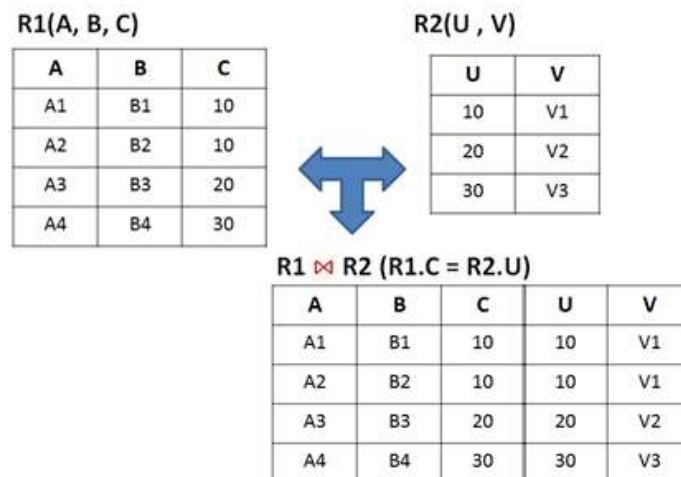 R1(A, B, C)
A B C
A1 B1 10
A2 B2 10
A3 B3 20
A4 B4 30
R2(U , V)
U V
10 V1
20 V2
30 V3
R1 ⋈ R2 (R1.C = R2.U)
A B C U V
A1 B1 10 10 V1
A2 B2 10 10 V1
A3 B3 20 20 V2
A4 B4 30 30 V3